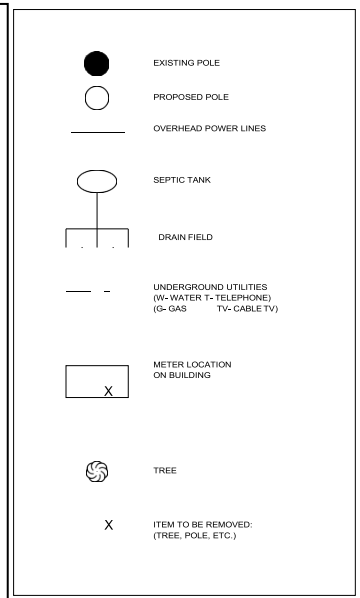 EXISTING POLE
PROPOSED POLE
OVERHEAD POWER LINES
SEPTIC TANK
DRAIN FIELD
UNDERGROUND UTILITIES
(W- WATER T- TELEPHONE)
(G- GAS TV- CABLE TV)
METER LOCATION
ON BUILDING
X
TREE
X ITEM TO BE REMOVED:
(TREE, POLE, ETC.)